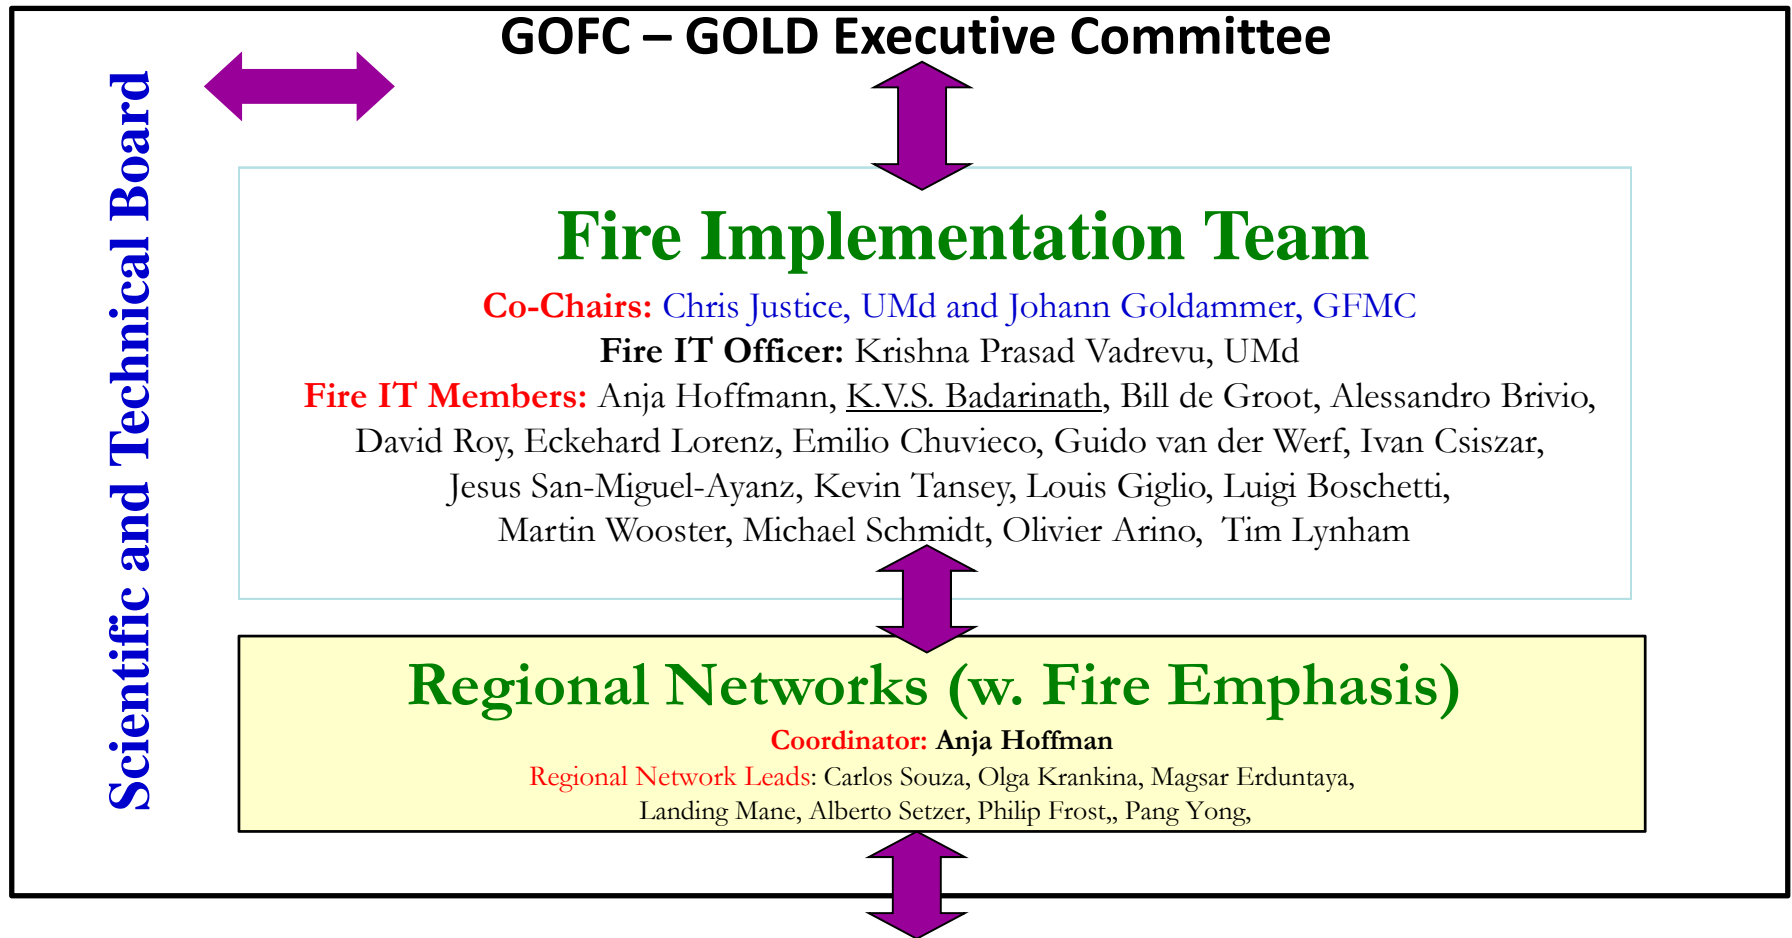 GOFC – GOLD Executive Committee
Scientific and Technical Board
Fire Implementation Team
Co-Chairs: Chris Justice, UMd and Johann Goldammer, GFMC
Fire IT Officer: Krishna Prasad Vadrevu, UMd
Fire IT Members: Anja Hoffmann, K.V.S. Badarinath, Bill de Groot, Alessandro Brivio,
David Roy, Eckehard Lorenz, Emilio Chuvieco, Guido van der Werf, Ivan Csiszar,
Jesus San-Miguel-Ayanz, Kevin Tansey, Louis Giglio, Luigi Boschetti,
Martin Wooster, Michael Schmidt, Olivier Arino, Tim Lynham
Regional Networks (w. Fire Emphasis)
Coordinator: Anja Hoffman
Regional Network Leads: Carlos Souza, Olga Krankina, Magsar Erduntaya,
Landing Mane, Alberto Setzer, Philip Frost,, Pang Yong,